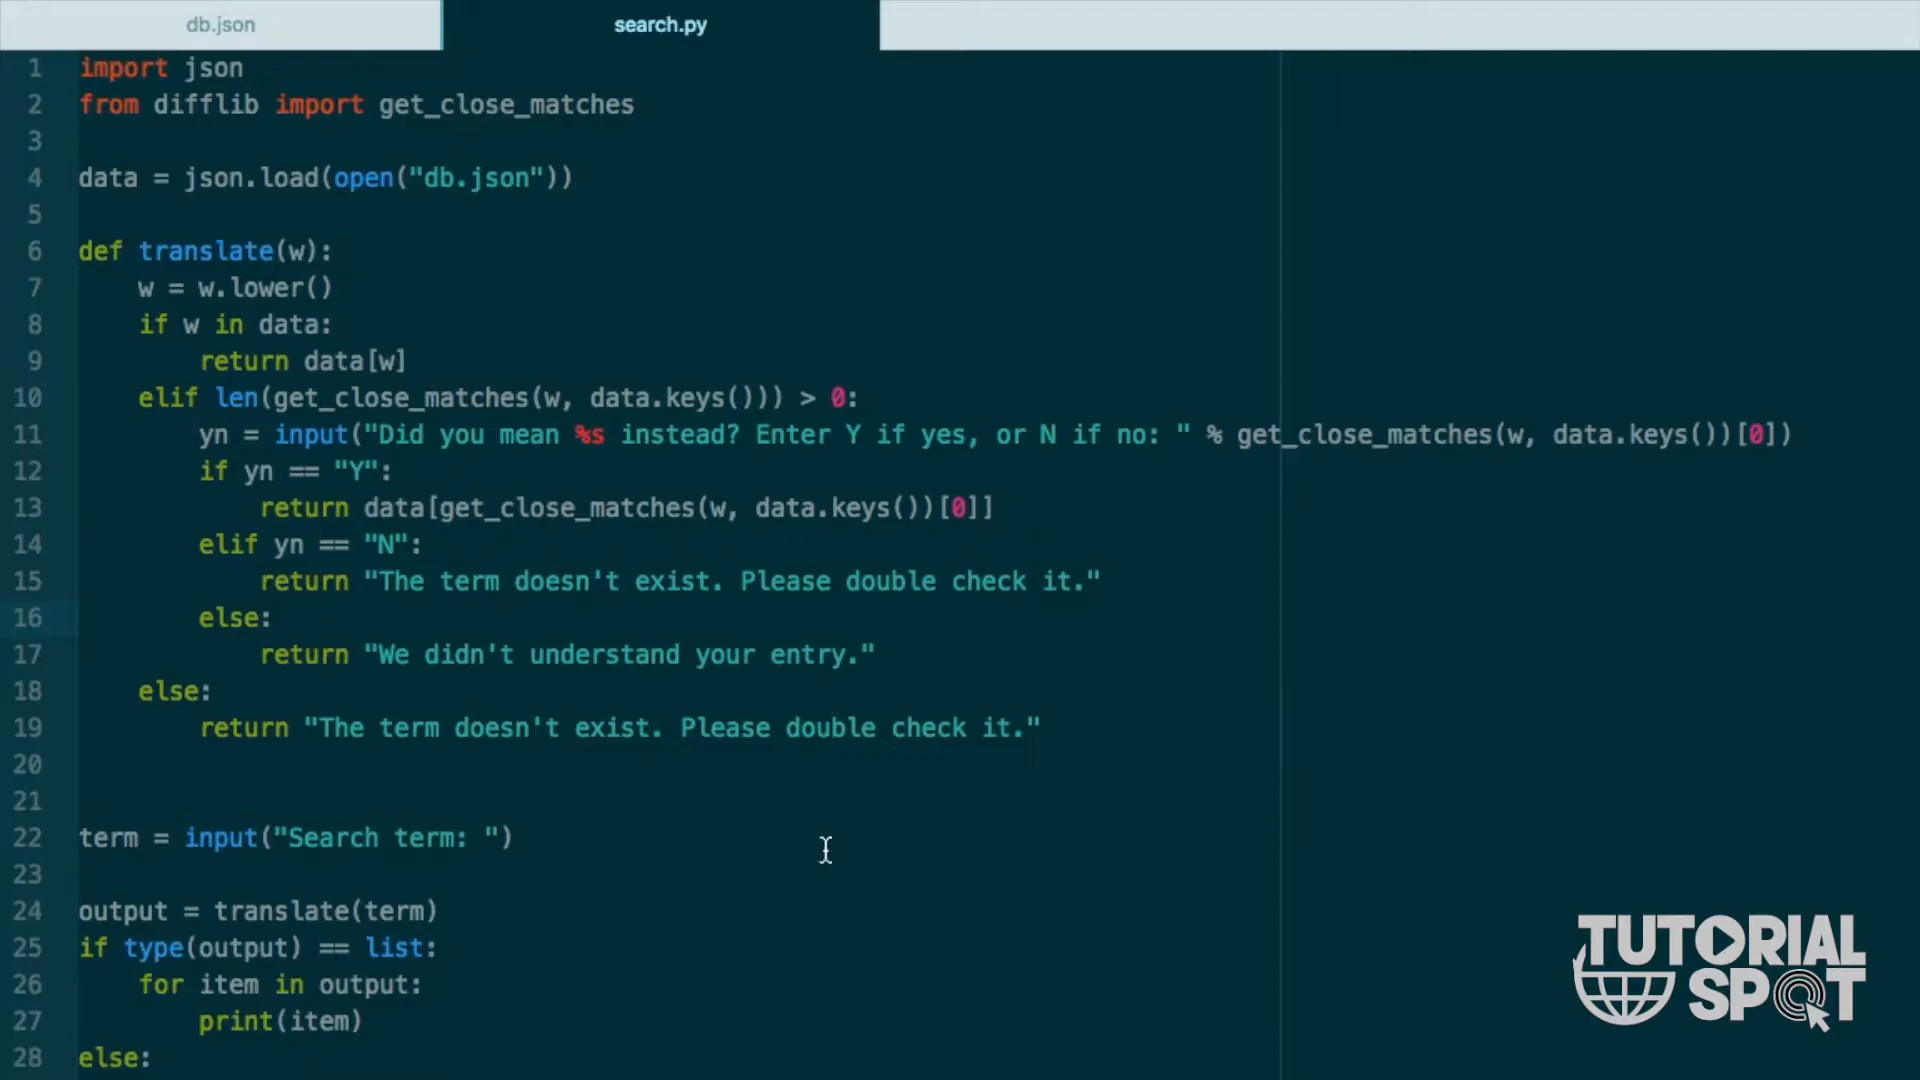 db.json
search.py
1 import json
2 from difflib import get_close_matches
3
4 data = json.load(open("db.json"))
5
6 def translate(w):
7     w = w.lower()
8     if w in data:
9         return data[w]
10     elif len(get_close_matches(w, data.keys())) > 0:
11         yn = input("Did you mean %s instead? Enter Y if yes, or N if no: " % get_close_matches(w, data.keys())[0])
12         if yn == "Y":
13             return data[get_close_matches(w, data.keys())[0]]
14         elif yn == "N":
15             return "The term doesn't exist. Please double check it."
16         else:
17             return "We didn't understand your entry."
18     else:
19         return "The term doesn't exist. Please double check it."
20
21
22 term = input("Search term: ")
23
24 output = translate(term)
25 if type(output) == list:
26     for item in output:
27         print(item)
28 else:
TUTORIAL
SPOT